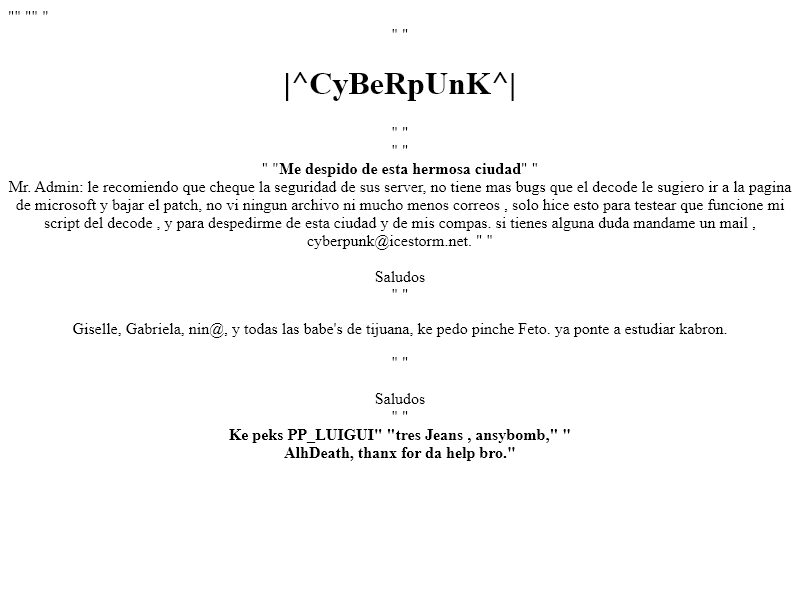 "" "" "
" "
|^CyBeRpUnK^|
" "
" "
" "Me despido de esta hermosa ciudad" "
Mr. Admin: le recomiendo que cheque la seguridad de sus server, no tiene mas bugs que el decode le sugiero ir a la pagina
de microsoft y bajar el patch, no vi ningun archivo ni mucho menos correos , solo hice esto para testear que funcione mi
script del decode , y para despedirme de esta ciudad y de mis compas. si tienes alguna duda mandame un mail ,
cyberpunk@icestorm.net. " "
Saludos
" "
Giselle, Gabriela, nin@, y todas las babe's de tijuana, ke pedo pinche Feto. ya ponte a estudiar kabron.
" "
Saludos
" "
Ke peks PP_LUIGUI" "tres Jeans , ansybomb," "
AlhDeath, thanx for da help bro."